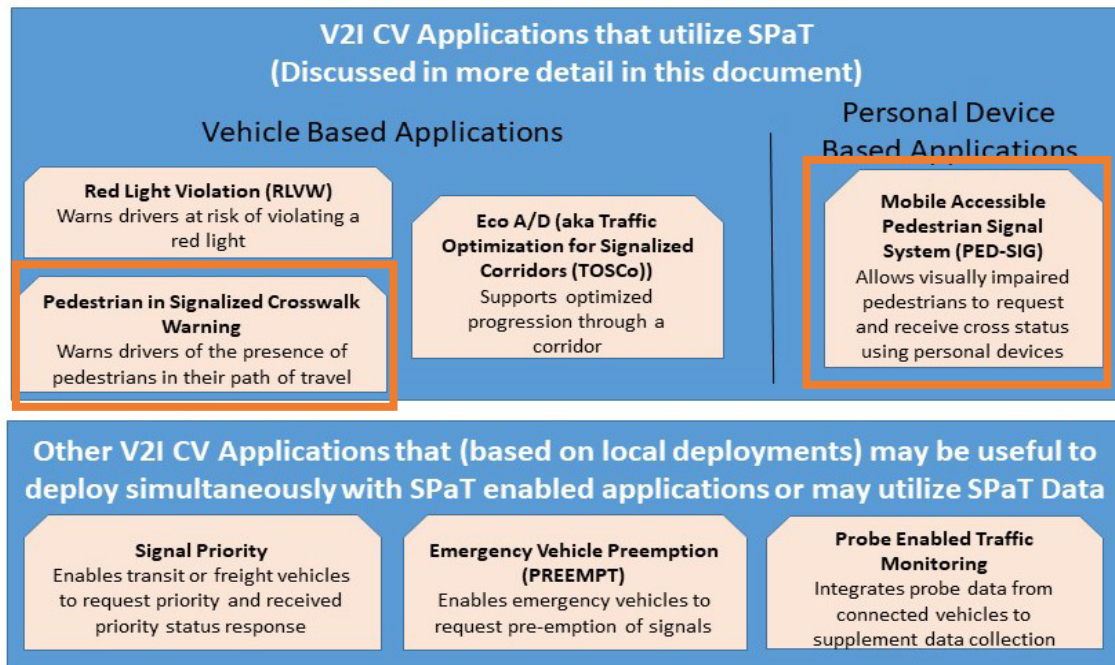 V2I CV Applications that utilize SPaT
(Discussed in more detail in this document)
Vehicle Based Applications
Red Light Violation (RLVW)
Warns drivers at risk of violating a
red light
Pedestrian in Signalized Crosswalk
Warning
Warns drivers of the presence of
pedestrians in their path of travel
Eco A/D (aka Traffic
Optimization for Signalized
Corridors (TOSCo))
Supports optimized
progression through a
corridor
Personal Device
Based Applications
Mobile Accessible
Pedestrian Signal
System (PED-SIG)
Allows visually impaired
pedestrians to request
and receive cross status
using personal devices
Other V2I CV Applications that (based on local deployments) may be useful to
deploy simultaneously with SPaT enabled applications or may utilize SPaT Data
Signal Priority
Enables transit or freight vehicles
to request priority and received
priority status response
Emergency Vehicle Preemption
(PREEMPT)
Enables emergency vehicles to
request pre-emption of signals
Probe Enabled Traffic
Monitoring
Integrates probe data from
connected vehicles to
supplement data collection